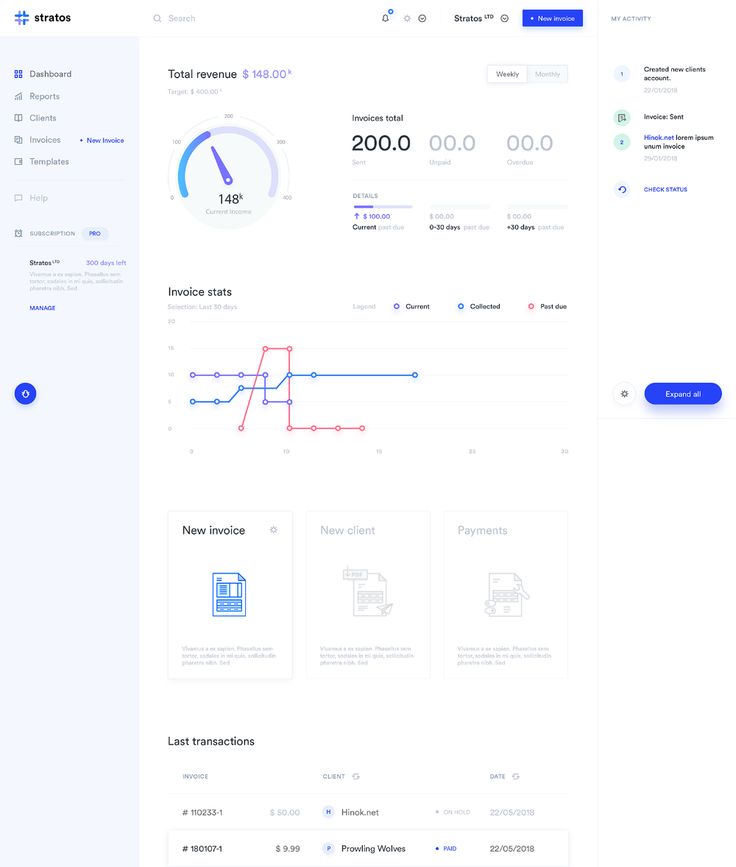 stratos
Search
Stratos LTD
• New invoice
MY ACTIVITY
Dashboard
Reports
Clients
Invoices
• New Invoice
Templates
Help
SUBSCRIPTION
PRO
Stratos LTD
300 days left
Vivamus a ex sapien. Phasellus sem
tortor, sodales in mi quis, sollicitudin
pharetra nibh. Sed
MANAGE
Total revenue $ 148.00 k
Target: $ 400.00 k
Weekly
Monthly
0
100
200
300
400
148k
Current Income
Invoices total
200.0
00.0
00.0
Sent
Unpaid
Overdue
DETAILS
$ 100.00
$ 00.00
$ 00.00
Current past due
0-30 days past due
+30 days past due
1
Created new clients
account.
22/01/2018
Invoice: Sent
2
Hinok.net lorem ipsum
unum invoice
29/01/2018
CHECK STATUS
Invoice stats
Selection: Last 30 days
Legend
Current
Collected
Past due
20
15
10
5
0
0
10
15
25
30
Expand all
New invoice
Vivamus a ex sapien. Phasellus sem
tortor, sodales in mi quis, sollicitudin
pharetra nibh. Sed
New client
PDF
Vivamus a ex sapien. Phasellus sem
tortor, sodales in mi quis, sollicitudin
pharetra nibh. Sed
Payments
Vivamus a ex sapien. Phasellus sem
tortor, sodales in mi quis, sollicitudin
pharetra nibh. Sed
Last transactions
INVOICE
CLIENT
DATE
# 110233-1
$ 50.00
H
Hinok.net
• ON HOLD
22/05/2018
# 180107-1
$ 9.99
P
Prowling Wolves
• PAID
22/05/2018